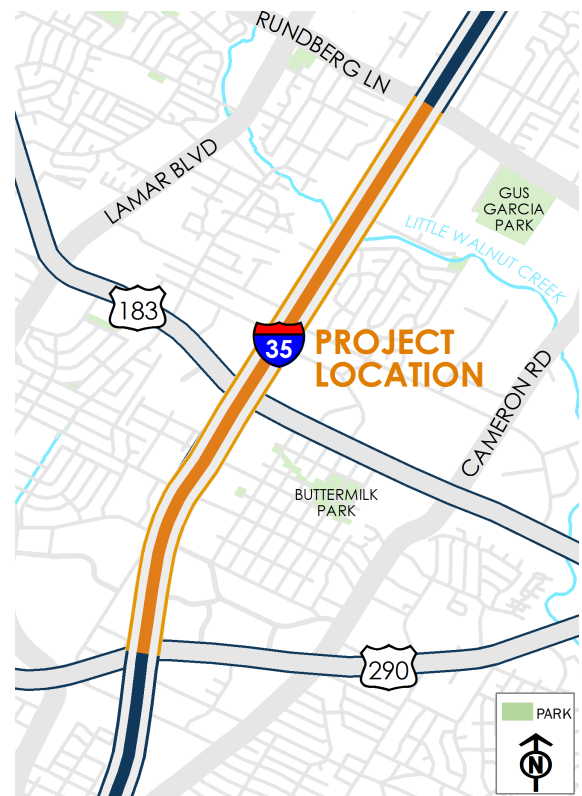 RUNDBERG LN
LAMAR BLVD
GUS
GARCIA
PARK
LITTLE WALNUT CREEK
183
35
PROJECT
LOCATION
CAMERON RD
BUTTERMILK
PARK
290
PARK
N